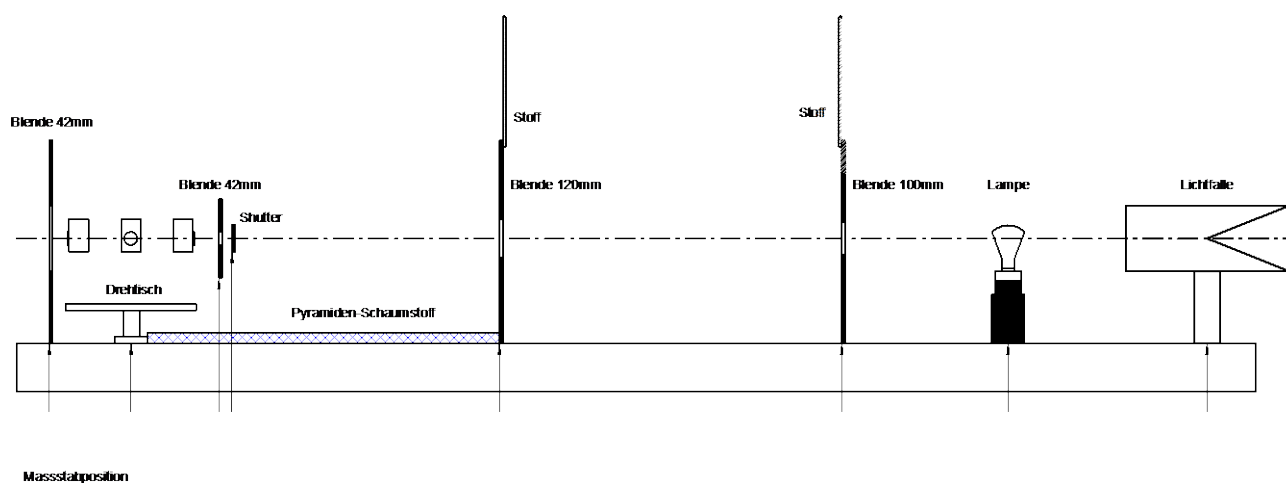 Stoff
Stoff
Blende 42mm
Blende 42mm
Blende 120mm
Blende 100mm
Lampe
Lichtfalle
Shutter
Drehtisch
Pyramiden-Schaumstoff
Massstabposition